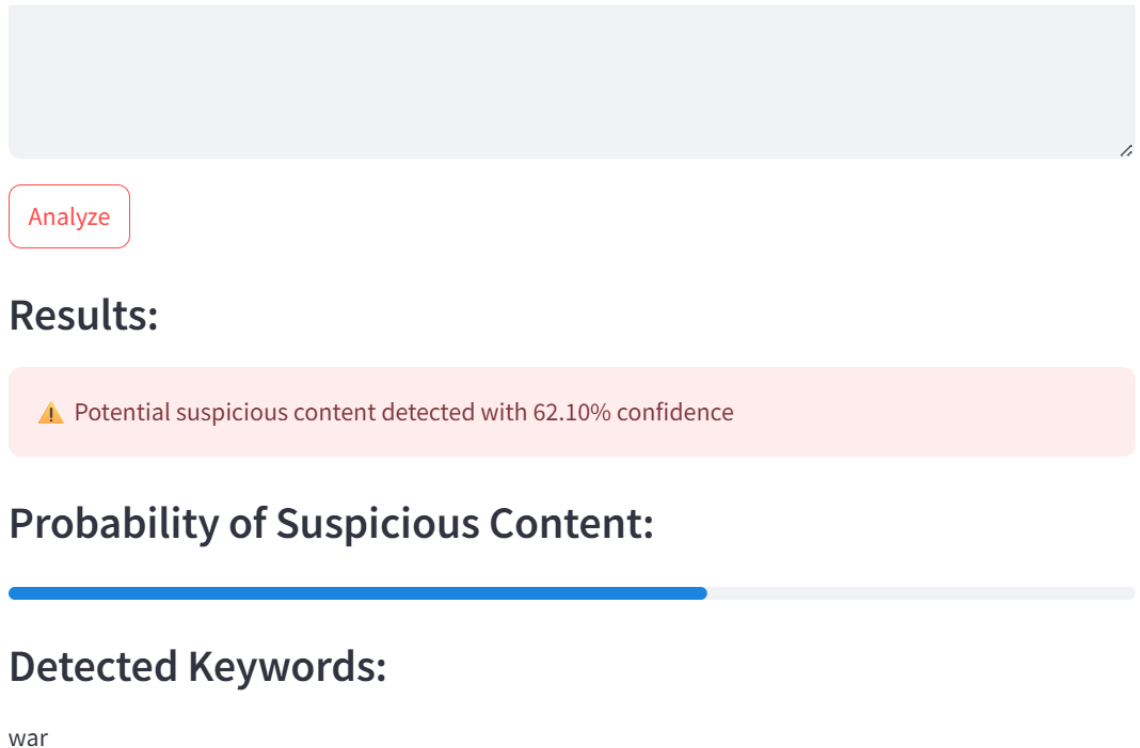 Analyze
Results:
⚠️ Potential suspicious content detected with 62.10% confidence
Probability of Suspicious Content:
Detected Keywords:
war